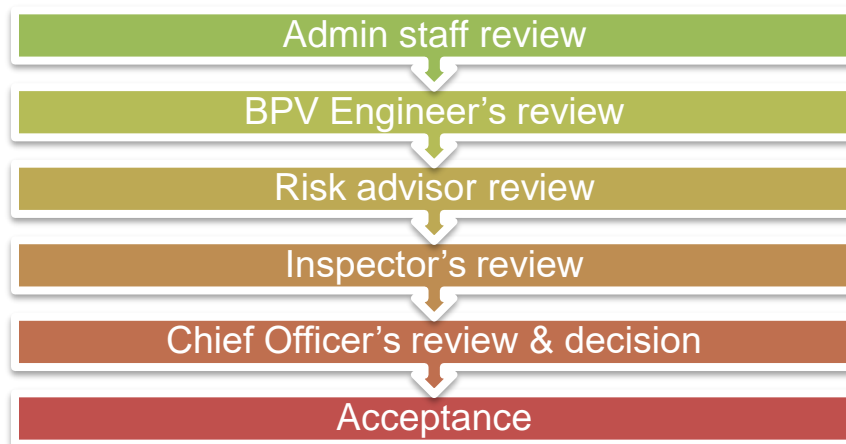 Admin staff review
BPV Engineer’s review
Risk advisor review
Inspector’s review
Chief Officer’s review & decision
Acceptance